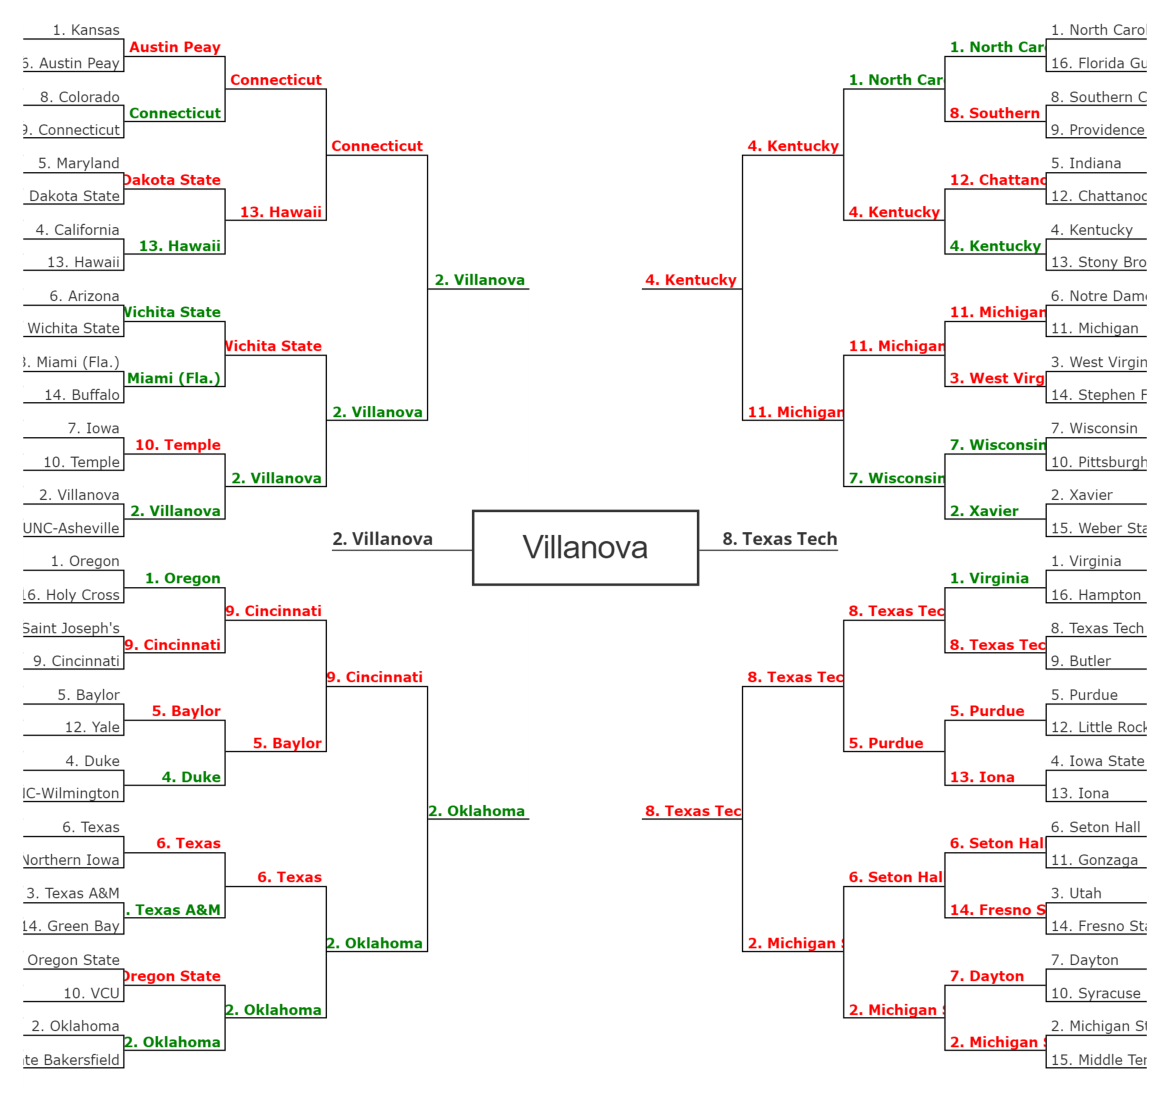 1. Kansas
6. Austin Peay
8. Colorado
9. Connecticut
5. Maryland
Dakota State
4. California
13. Hawaii
6. Arizona
Wichita State
3. Miami (Fla.)
14. Buffalo
7. Iowa
10. Temple
2. Villanova
UNC-Asheville
1. Oregon
16. Holy Cross
Saint Joseph's
9. Cincinnati
5. Baylor
12. Yale
4. Duke
NC-Wilmington
6. Texas
Northern Iowa
3. Texas A&M
14. Green Bay
Oregon State
10. VCU
2. Oklahoma
te Bakersfield
Austin Peay
Connecticut
Dakota State
13. Hawaii
Wichita State
Miami (Fla.)
10. Temple
2. Villanova
1. Oregon
9. Cincinnati
5. Baylor
4. Duke
6. Texas
. Texas A&M
Oregon State
2. Oklahoma
Connecticut
13. Hawaii
Wichita State
2. Villanova
9. Cincinnati
5. Baylor
6. Texas
2. Oklahoma
Connecticut
2. Villanova
9. Cincinnati
2. Oklahoma
2. Villanova
2. Oklahoma
2. Villanova
Villanova
8. Texas Tech
4. Kentucky
8. Texas Tec
4. Kentucky
11. Michigan
8. Texas Tec
2. Michigan S
1. North Car
4. Kentucky
11. Michigan
7. Wisconsin
8. Texas Tec
5. Purdue
6. Seton Hal
2. Michigan S
1. North Car
8. Southern
12. Chattano
4. Kentucky
11. Michigan
3. West Virg
7. Wisconsin
2. Xavier
1. Virginia
8. Texas Tec
5. Purdue
13. Iona
6. Seton Hal
14. Fresno S
7. Dayton
2. Michigan S
1. North Carol
16. Florida Gu
8. Southern C
9. Providence
5. Indiana
12. Chattanoo
4. Kentucky
13. Stony Bro
6. Notre Dame
11. Michigan
3. West Virgin
14. Stephen F
7. Wisconsin
10. Pittsburgh
2. Xavier
15. Weber Sta
1. Virginia
16. Hampton
8. Texas Tech
9. Butler
5. Purdue
12. Little Rock
4. Iowa State
13. Iona
6. Seton Hall
11. Gonzaga
3. Utah
14. Fresno Sta
7. Dayton
10. Syracuse
2. Michigan St
15. Middle Ten